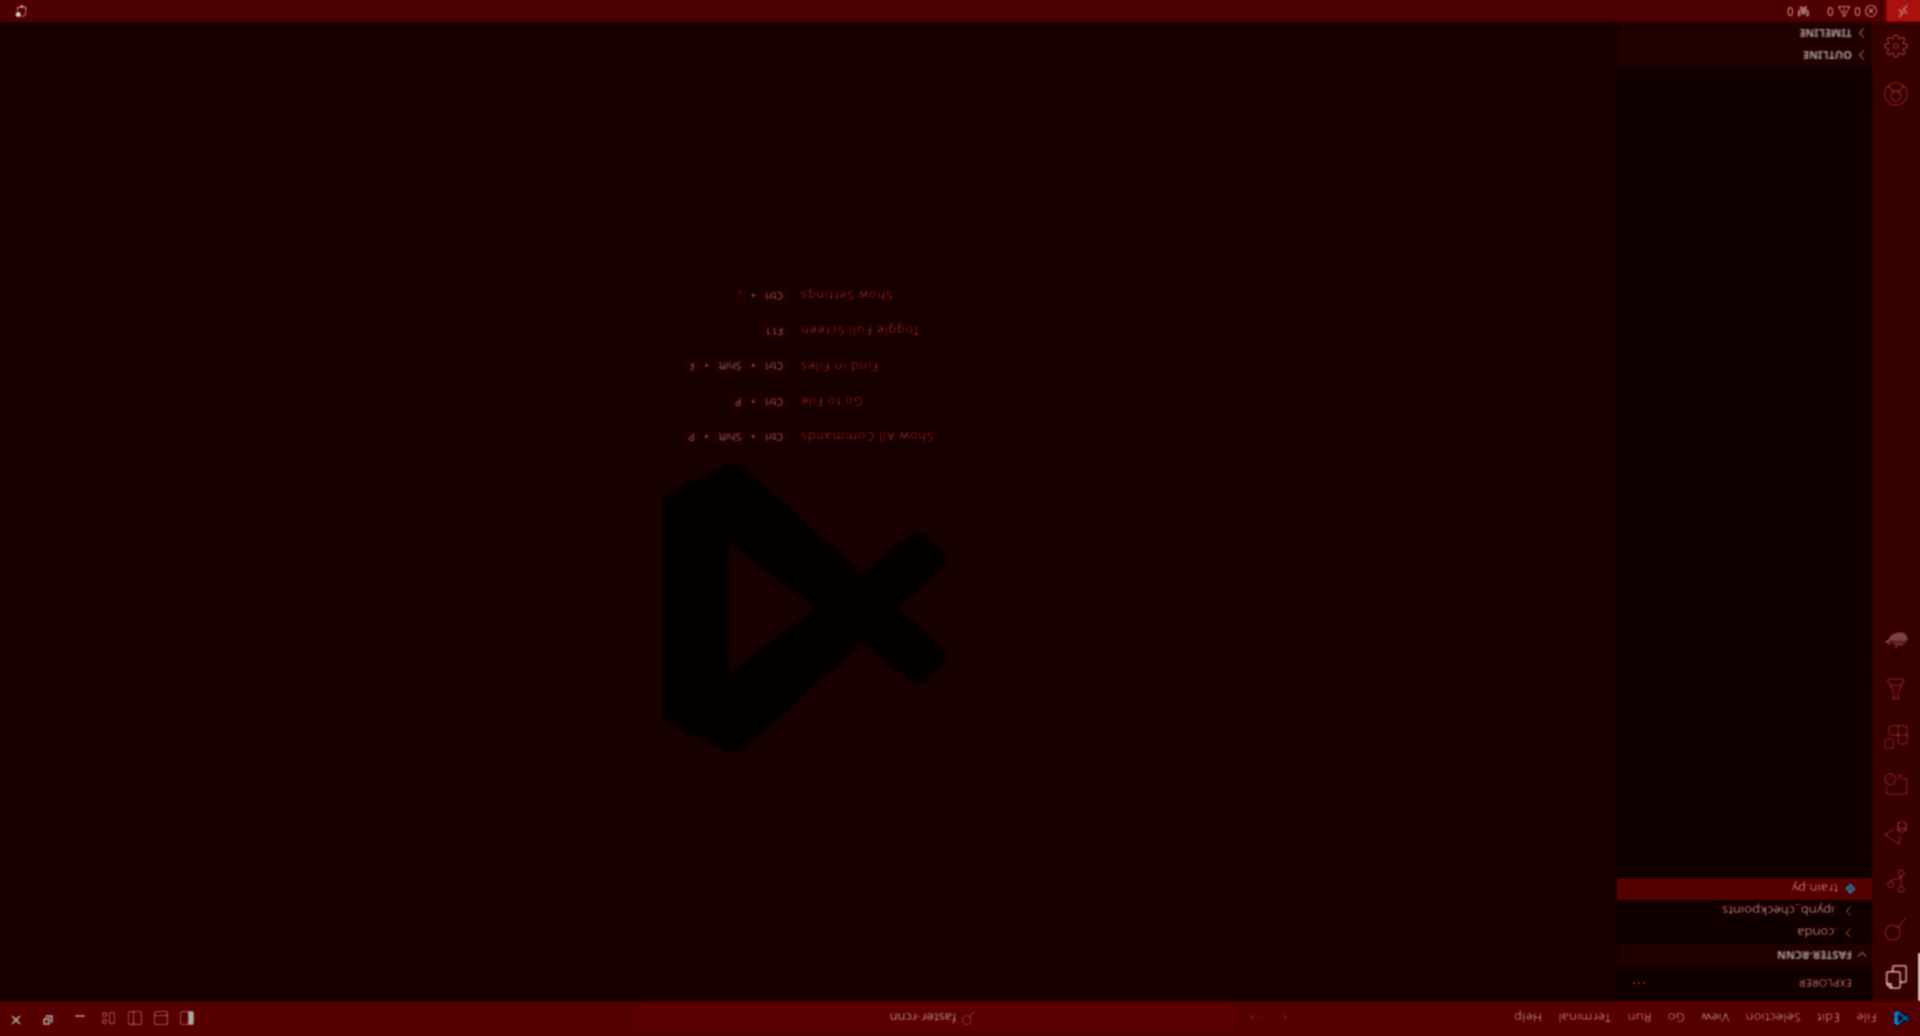 File Edit Selection View Go Run Terminal Help
faster-rcnn
EXPLORER
FASTER-RCNN
.conda
.ipynb_checkpoints
train.py
Show All Commands Ctrl + Shift + P
Go to File Ctrl + P
Find in Files Ctrl + Shift + F
Toggle Full Screen F11
Show Settings Ctrl + ,
OUTLINE
TIMELINE
0 0 0